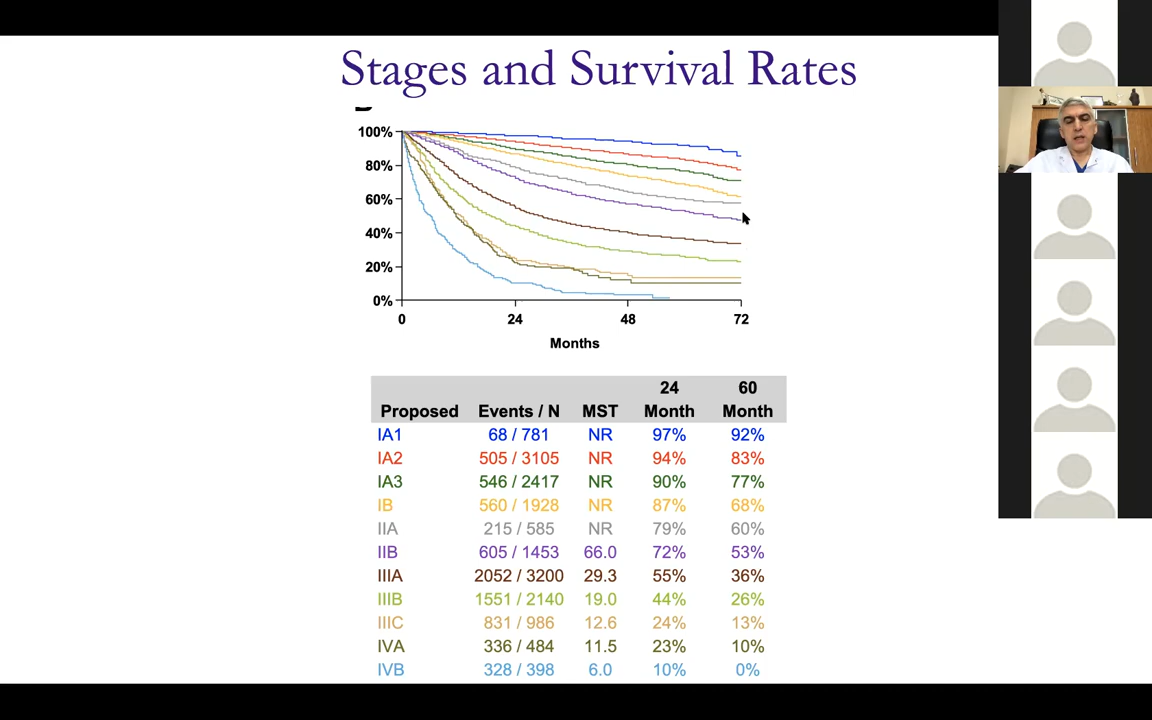 Stages and Survival Rates
100%
80%
60%
40%
20%
0%
0 24 48 72
Months
24 60
Proposed Events / N MST Month Month
IA1 68 / 781 NR 97% 92%
IA2 505 / 3105 NR 94% 83%
IA3 546 / 2417 NR 90% 77%
IB 560 / 1928 NR 87% 68%
IIA 215 / 585 NR 79% 60%
IIB 605 / 1453 66.0 72% 53%
IIIA 2052 / 3200 29.3 55% 36%
IIIB 1551 / 2140 19.0 44% 26%
IIIC 831 / 986 12.6 24% 13%
IVA 336 / 484 11.5 23% 10%
IVB 328 / 398 6.0 10% 0%